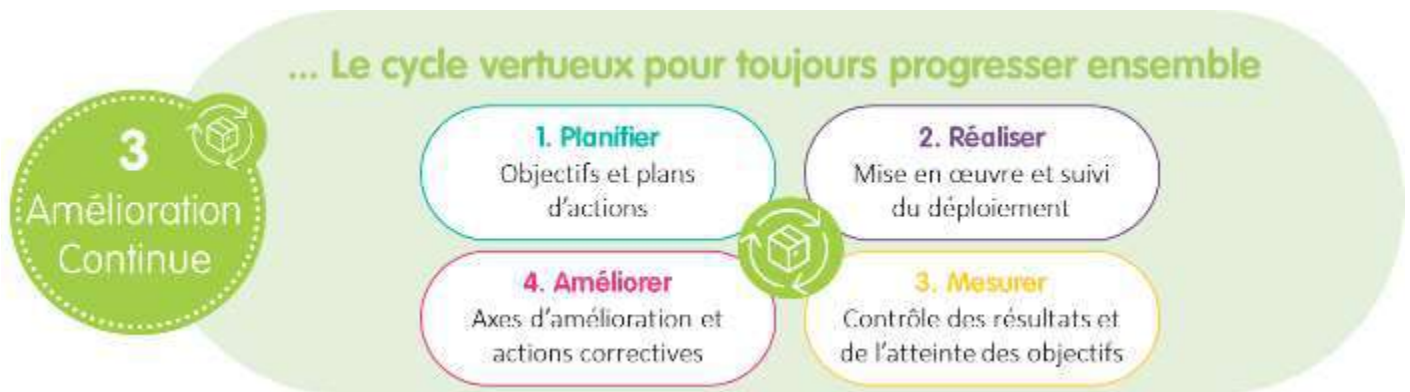 ... Le cycle vertueux pour toujours progresser ensemble
3
Amélioration
Continue
1. Planifier
Objectifs et plans
d'actions
2. Réaliser
Mise en œuvre et suivi
du déploiement
3. Mesurer
Contrôle des résultats et
de l'atteinte des objectifs
4. Améliorer
Axes d'amélioration et
actions correctives